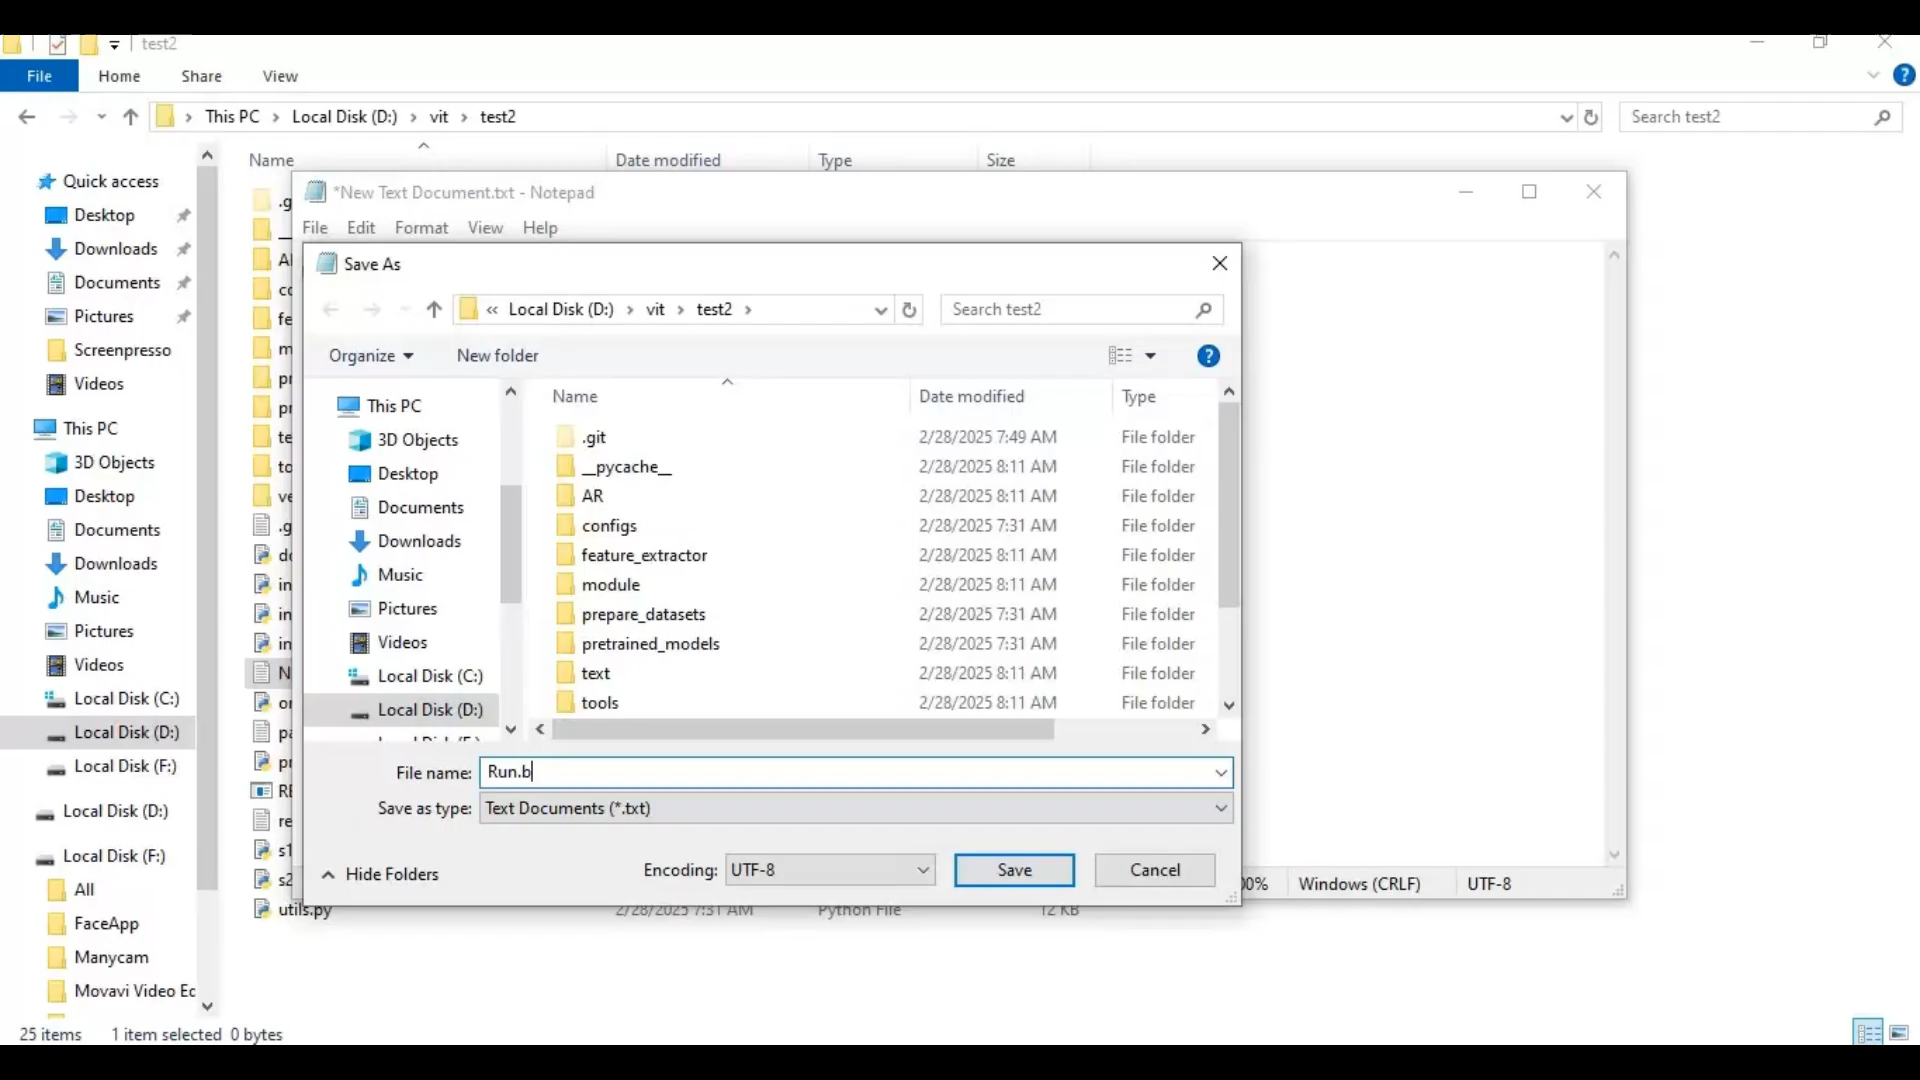 test2
File Home Share View
This PC > Local Disk (D:) > vit > test2
Search test2
Name Date modified Type Size
Quick access
Desktop
Downloads
Documents
Pictures
Screenpresso
Videos
This PC
3D Objects
Desktop
Documents
Downloads
Music
Pictures
Videos
Local Disk (C:)
Local Disk (D:)
Local Disk (F:)
Local Disk (D:)
Local Disk (F:)
All
FaceApp
Manycam
Movavi Video Ec
*New Text Document.txt - Notepad
File Edit Format View Help
Save As
« Local Disk (D:) > vit > test2 >
Search test2
Organize New folder
This PC
3D Objects
Desktop
Documents
Downloads
Music
Pictures
Videos
Local Disk (C:)
Local Disk (D:)
Name Date modified Type
.git 2/28/2025 7:49 AM File folder
__pycache__ 2/28/2025 8:11 AM File folder
AR 2/28/2025 8:11 AM File folder
configs 2/28/2025 7:31 AM File folder
feature_extractor 2/28/2025 8:11 AM File folder
module 2/28/2025 8:11 AM File folder
prepare_datasets 2/28/2025 7:31 AM File folder
pretrained_models 2/28/2025 7:31 AM File folder
text 2/28/2025 8:11 AM File folder
tools 2/28/2025 8:11 AM File folder
File name: Run.b
Save as type: Text Documents (*.txt)
Hide Folders
Encoding: UTF-8
Save Cancel
Windows (CRLF) UTF-8
utils.py 2/28/2025 7:31 AM Python File 12 KB
25 items 1 item selected 0 bytes